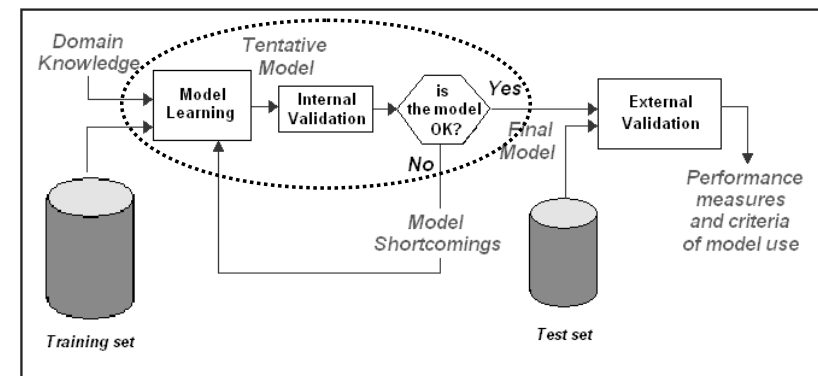 Domain
Knowledge
Tentative
Model
Model
Learning
Internal
Validation
is
the model
OK?
Yes
No
Final
Model
External
Validation
Model
Shortcomings
Performance
measures
and criteria
of model use
Training set
Test set